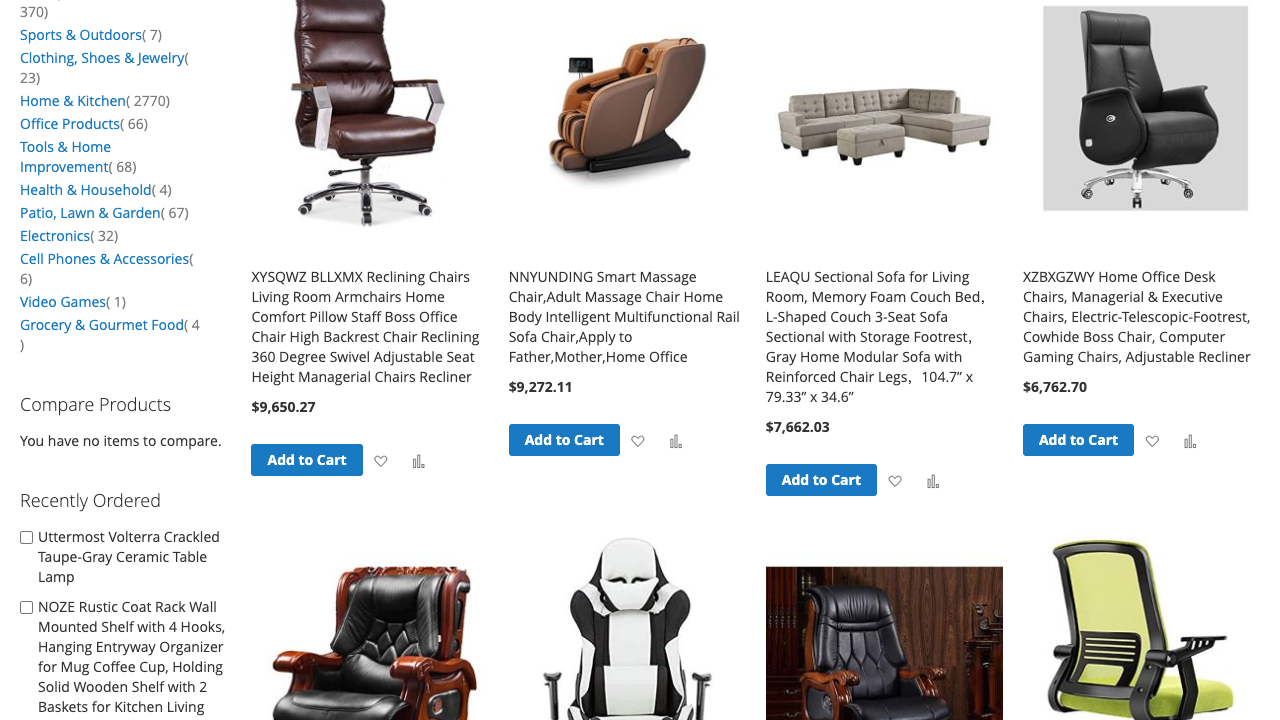 370)
Sports & Outdoors( 7)
Clothing, Shoes & Jewelry(
23)
Home & Kitchen( 2770)
Office Products( 66)
Tools & Home
Improvement( 68)
Health & Household( 4)
Patio, Lawn & Garden( 67)
Electronics( 32)
Cell Phones & Accessories(
6)
Video Games( 1)
Grocery & Gourmet Food( 4
)
Compare Products
You have no items to compare.
Recently Ordered
Uttermost Volterra Crackled
Taupe-Gray Ceramic Table
Lamp
NOZE Rustic Coat Rack Wall
Mounted Shelf with 4 Hooks,
Hanging Entryway Organizer
for Mug Coffee Cup, Holding
Solid Wooden Shelf with 2
Baskets for Kitchen Living
XYSQWZ BLLXMX Reclining Chairs
Living Room Armchairs Home
Comfort Pillow Staff Boss Office
Chair High Backrest Chair Reclining
360 Degree Swivel Adjustable Seat
Height Managerial Chairs Recliner
$9,650.27
Add to Cart
NNYUNDING Smart Massage
Chair,Adult Massage Chair Home
Body Intelligent Multifunctional Rail
Sofa Chair,Apply to
Father,Mother,Home Office
$9,272.11
Add to Cart
LEAQU Sectional Sofa for Living
Room, Memory Foam Couch Bed，
L-Shaped Couch 3-Seat Sofa
Sectional with Storage Footrest，
Gray Home Modular Sofa with
Reinforced Chair Legs，104.7” x
79.33” x 34.6”
$7,662.03
Add to Cart
XZBXGZWY Home Office Desk
Chairs, Managerial & Executive
Chairs, Electric-Telescopic-Footrest,
Cowhide Boss Chair, Computer
Gaming Chairs, Adjustable Recliner
$6,762.70
Add to Cart